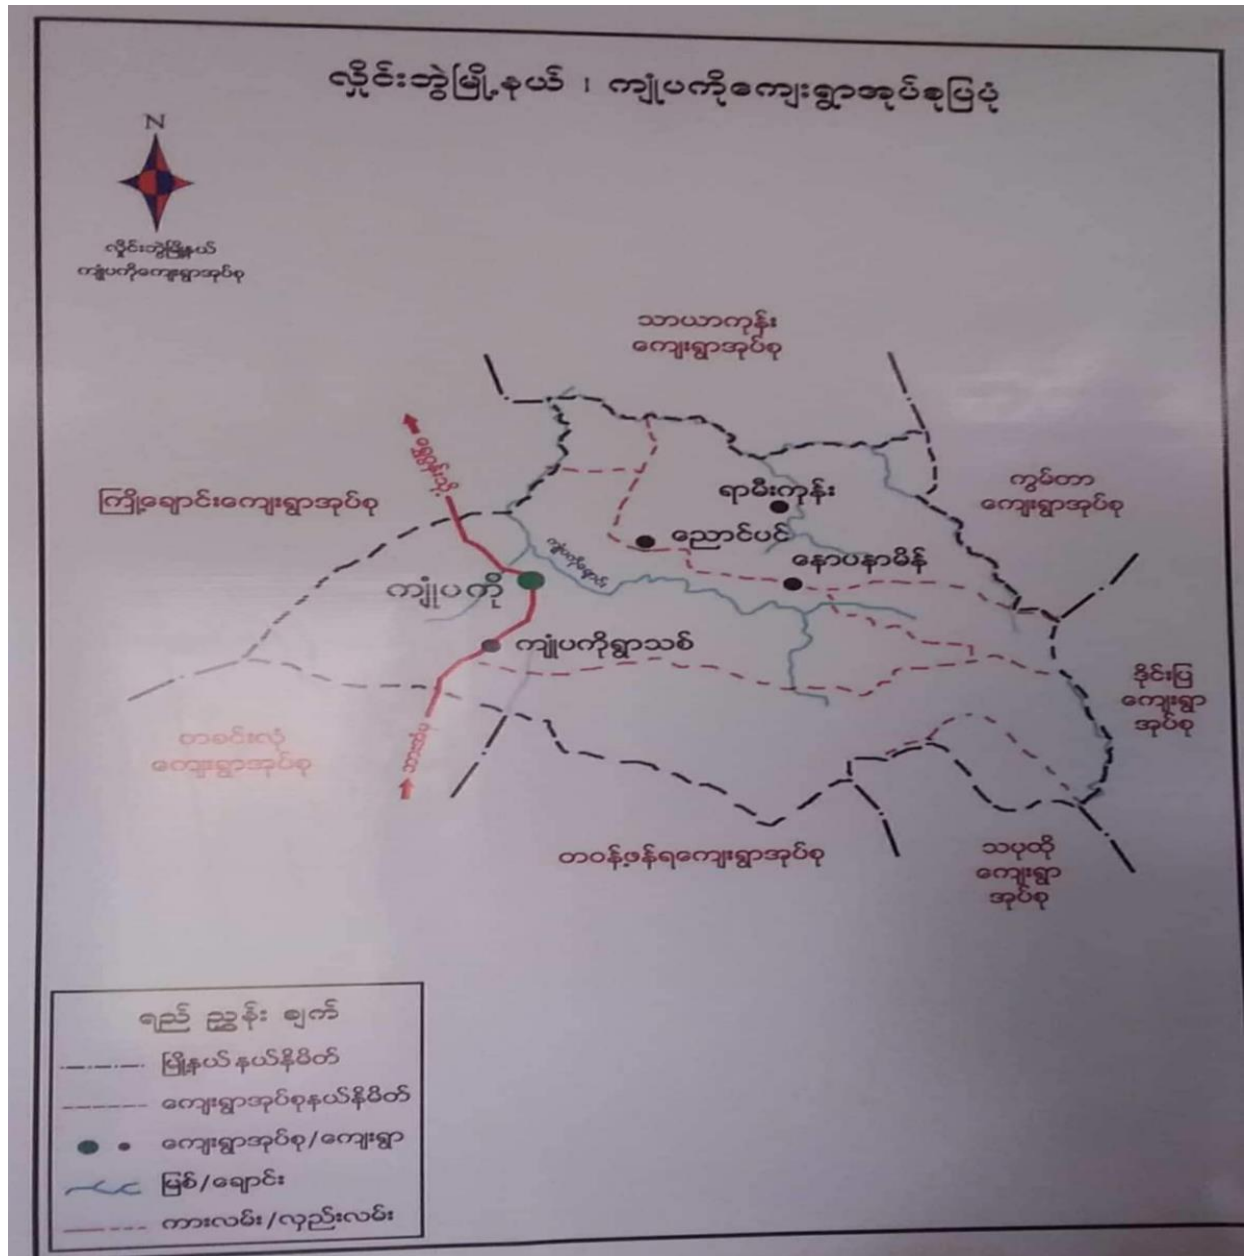 လှိုင်းဘွဲမြို့နယ် ၊ ကျုံပကိုကျေးရွာအုပ်စုပြပုံ
N
လှိုင်းဘွဲမြို့နယ်
ကျုံပကိုကျေးရွာအုပ်စု
သာယာကုန်း
ကျေးရွာအုပ်စု
ကြို့ချောင်းကျေးရွာအုပ်စု
ရာမီးကုန်း
ကွမ်တာ
ကျေးရွာအုပ်စု
ညောင်ပင်
နောပနာမိန်
ကျုံပကိုချောင်း
ကျုံပကို
ကျုံပကိုရွာသစ်
ဒိုင်းပြ
ကျေးရွာ
အုပ်စု
တခင်းလုံ
ကျေးရွာအုပ်စု
တဝန့်ဖန်ရကျေးရွာအုပ်စု
သပုထို
ကျေးရွာ
အုပ်စု
ရည် ညွှန်း ချက်
မြို့နယ် နယ်နိမိတ်
ကျေးရွာအုပ်စုနယ်နိမိတ်
ကျေးရွာအုပ်စု/ကျေးရွာ
မြစ်/ချောင်း
ကားလမ်း/လှည်းလမ်း